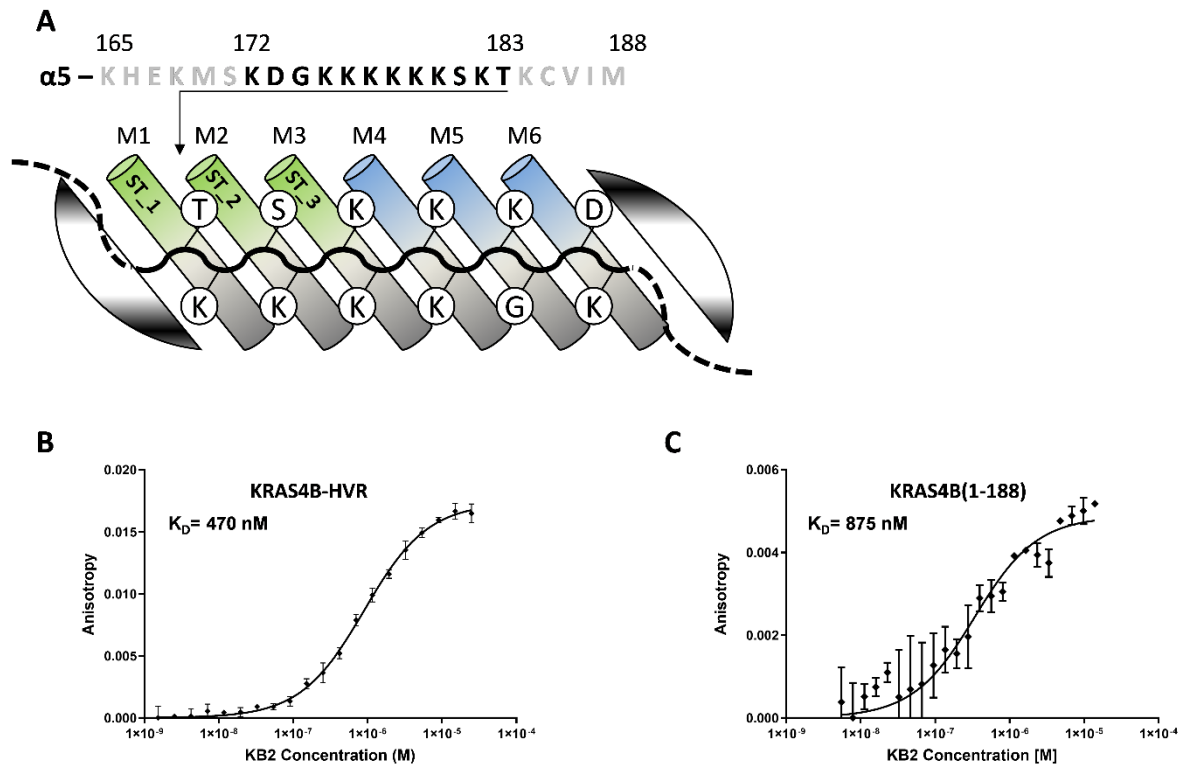 A
165 172 183 188
α5 – K H E K M S K D G K K K K K K S K T K C V I M
M1 M2 M3 M4 M5 M6
ST_1 ST_2 ST_3
T S K K K D
K K K K G K
B
KRAS4B-HVR
KD= 470 nM
0.020
0.015
0.010
0.005
0.000
Anisotropy
1×10-9 1×10-8 1×10-7 1×10-6 1×10-5 1×10-4
KB2 Concentration (M)
C
KRAS4B(1-188)
KD= 875 nM
0.006
0.004
0.002
0.000
Anisotropy
1×10-9 1×10-8 1×10-7 1×10-6 1×10-5 1×10-4
KB2 Concentration [M]